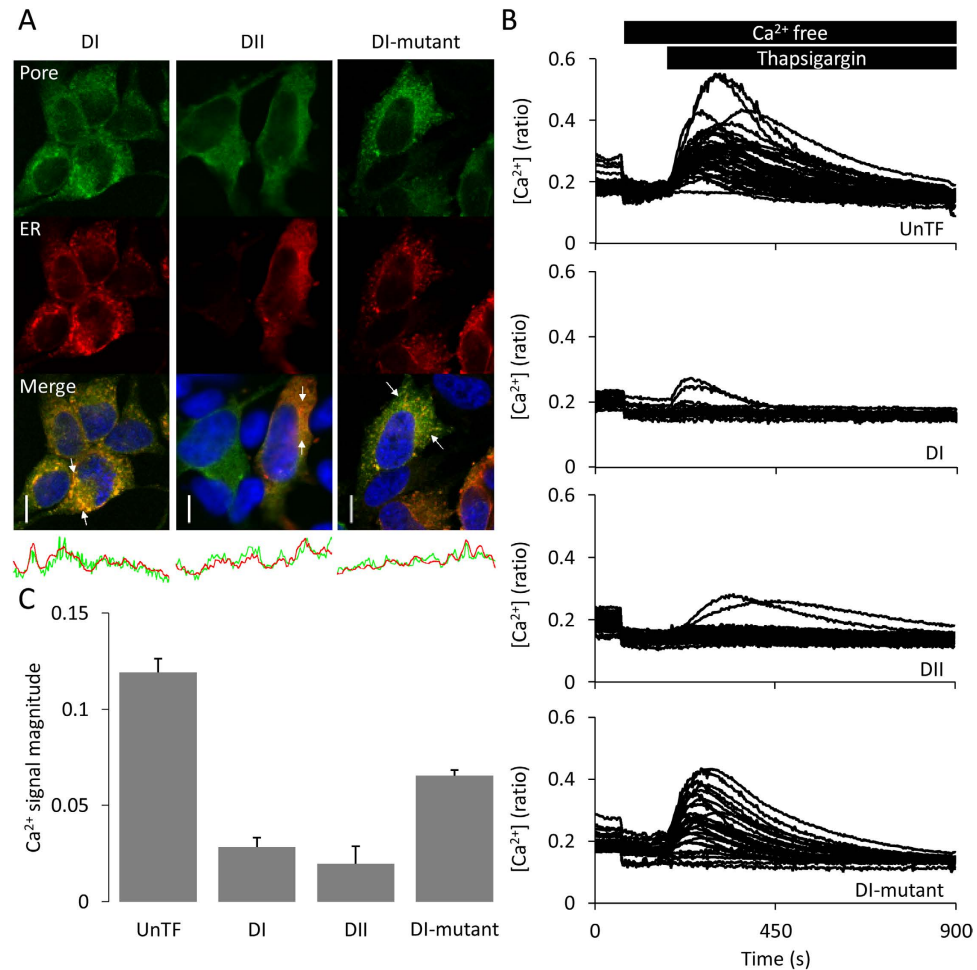 A
DI
DII
DI-mutant
Pore
ER
Merge
B
Ca²⁺ free
Thapsigargin
0.6
0.4
0.2
0
[Ca²⁺] (ratio)
UnTF
0.6
0.4
0.2
0
[Ca²⁺] (ratio)
DI
0.6
0.4
0.2
0
[Ca²⁺] (ratio)
DII
0.6
0.4
0.2
0
[Ca²⁺] (ratio)
DI-mutant
0
450
900
Time (s)
C
0.15
0.1
0.05
0
Ca²⁺ signal magnitude
UnTF
DI
DII
DI-mutant